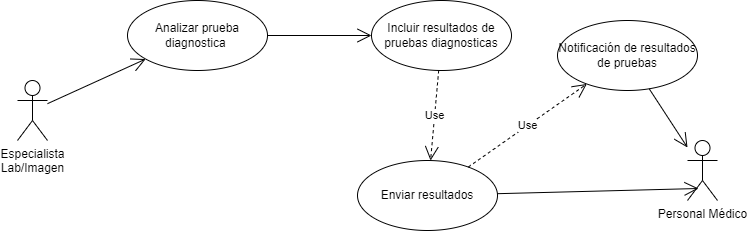 Analizar prueba
diagnostica
Incluir resultados de
pruebas diagnosticas
Notificación de resultados
de pruebas
Use
Use
Especialista
Lab/Imagen
Enviar resultados
Personal Médico